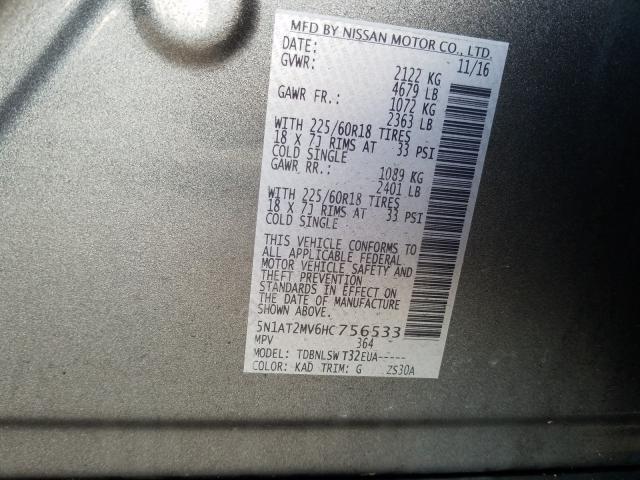 MFD BY NISSAN MOTOR CO., LTD
DATE: 11/16
GVWR: 2122 KG
4679 LB
GAWR FR.: 1072 KG
2363 LB
WITH 225/60R18 TIRES
18 X 7J RIMS AT 33 PSI
COLD SINGLE
GAWR RR.: 1089 KG
2401 LB
WITH 225/60R18 TIRES
18 X 7J RIMS AT 33 PSI
COLD SINGLE
THIS VEHICLE CONFORMS TO
ALL APPLICABLE FEDERAL
MOTOR VEHICLE SAFETY AND
THEFT PREVENTION
STANDARDS IN EFFECT ON
THE DATE OF MANUFACTURE
SHOWN ABOVE.
5N1AT2MV6HC756533
MPV 364
MODEL: TDBNLSW T32EUA-----
COLOR: KAD TRIM: G ZS30A